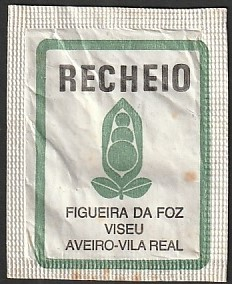 RECHEIO
FIGUEIRA DA FOZ
VISEU
AVEIRO-VILA REAL